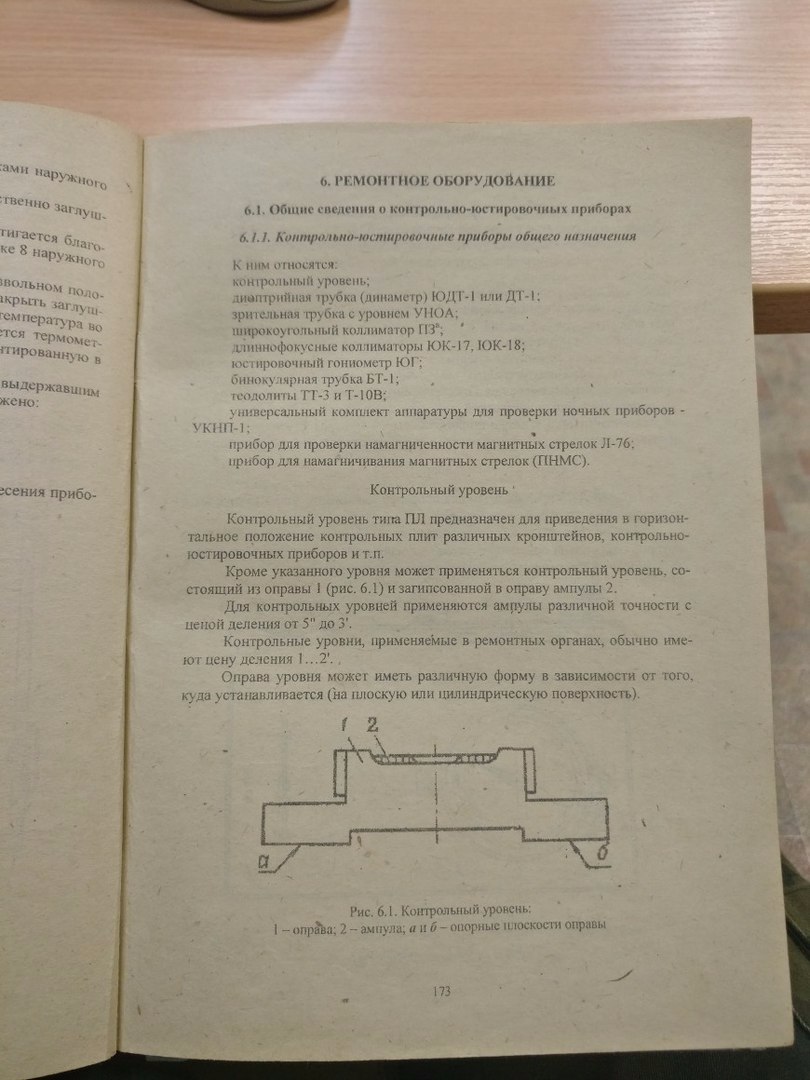 ками наружного
ственно заглуш-
тигается благо-
ке 8 наружного
звольном поло-
акрыть заглуш-
температура во
ется термомет-
нтированную в
выдержавшим
жено:
есения прибо-
6. РЕМОНТНОЕ ОБОРУДОВАНИЕ
6.1. Общие сведения о контрольно-юстировочных приборах
6.1.1. Контрольно-юстировочные приборы общего назначения
К ним относятся:
контрольный уровень;
диоптрийная трубка (динаметр) ЮДТ-1 или ДТ-1;
зрительная трубка с уровнем УНОА;
широкоугольный коллиматор ПЗ;
длиннофокусные коллиматоры ЮК-17, ЮК-18;
юстировочный гониометр ЮГ;
бинокулярная трубка БТ-1;
теодолиты ТТ-3 и Т-10В;
универсальный комплект аппаратуры для проверки ночных приборов -
УКНП-1;
прибор для проверки намагниченности магнитных стрелок Л-76;
прибор для намагничивания магнитных стрелок (ПНМС).
Контрольный уровень
Контрольный уровень типа ПЛ предназначен для приведения в горизон-
тальное положение контрольных плит различных кронштейнов, контрольно-
юстировочных приборов и т.п.
Кроме указанного уровня может применяться контрольный уровень, со-
стоящий из оправы 1 (рис. 6.1) и загипсованной в оправу ампулы 2.
Для контрольных уровней применяются ампулы различной точности с
ценой деления от 5" до 3'.
Контрольные уровни, применяемые в ремонтных органах, обычно име-
ют цену деления 1…2'.
Оправа уровня может иметь различную форму в зависимости от того,
куда устанавливается (на плоскую или цилиндрическую поверхность).
1 2
а б
Рис. 6.1. Контрольный уровень:
1 – оправа; 2 – ампула; а и б – опорные плоскости оправы
173